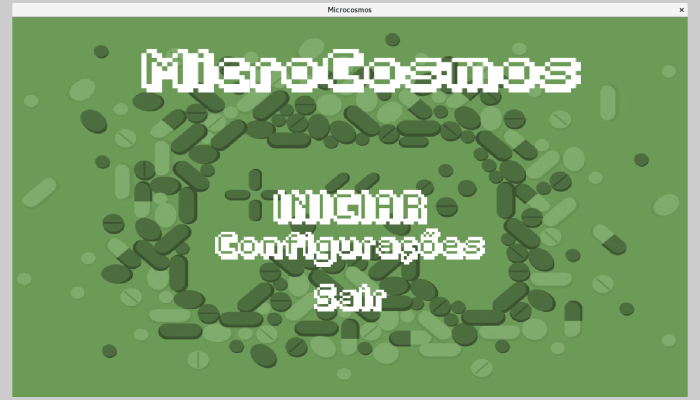 Microcosmos
MicroCosmos
INICIAR
Configurações
Sair